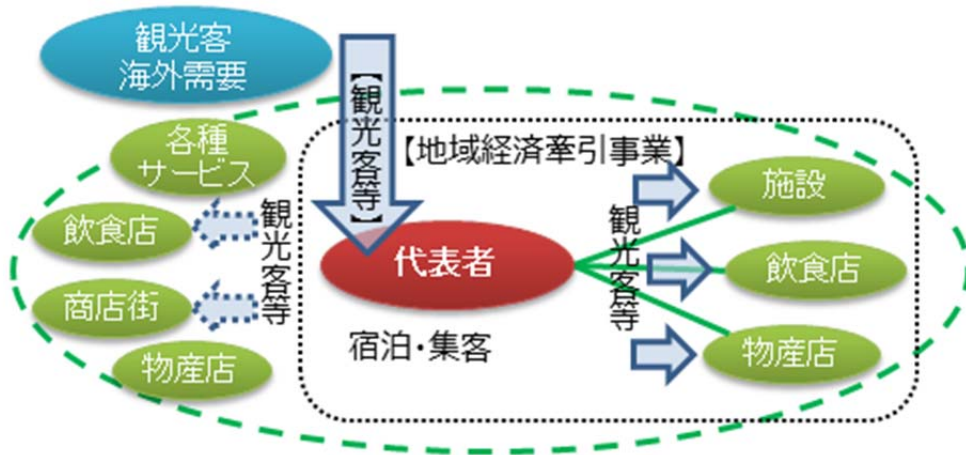 観光客
海外需要
【観光客等】
【地域経済牽引事業】
各種
サービス
飲食店
商店街
物産店
観光客等
代表者
宿泊・集客
観光客等
施設
飲食店
物産店